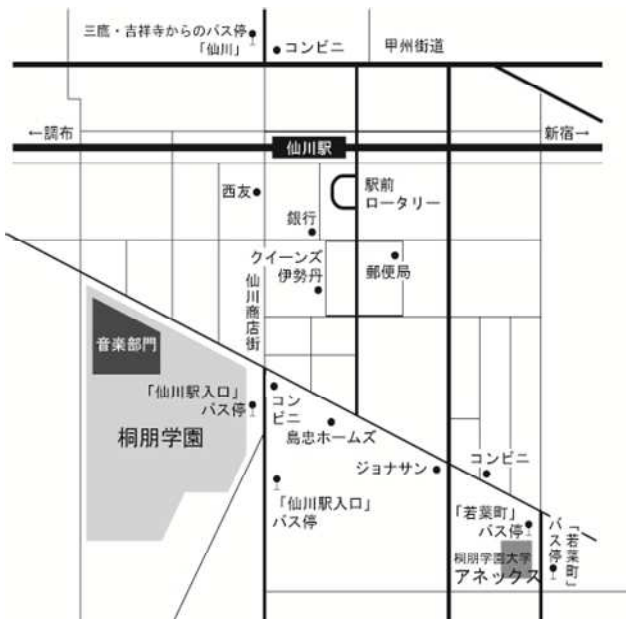 三鷹・吉祥寺からのバス停
「仙川」
コンビニ
甲州街道
←調布
新宿→
仙川駅
西友
駅前
ロータリー
銀行
クイーンズ
伊勢丹
郵便局
仙川商店街
音楽部門
「仙川駅入口」
バス停
コン
ビニ
桐朋学園
島忠ホームズ
ジョナサン
コンビニ
「仙川駅入口」
バス停
「若葉町」
バス停
「若葉町」
バス停
桐朋学園大学
アネックス